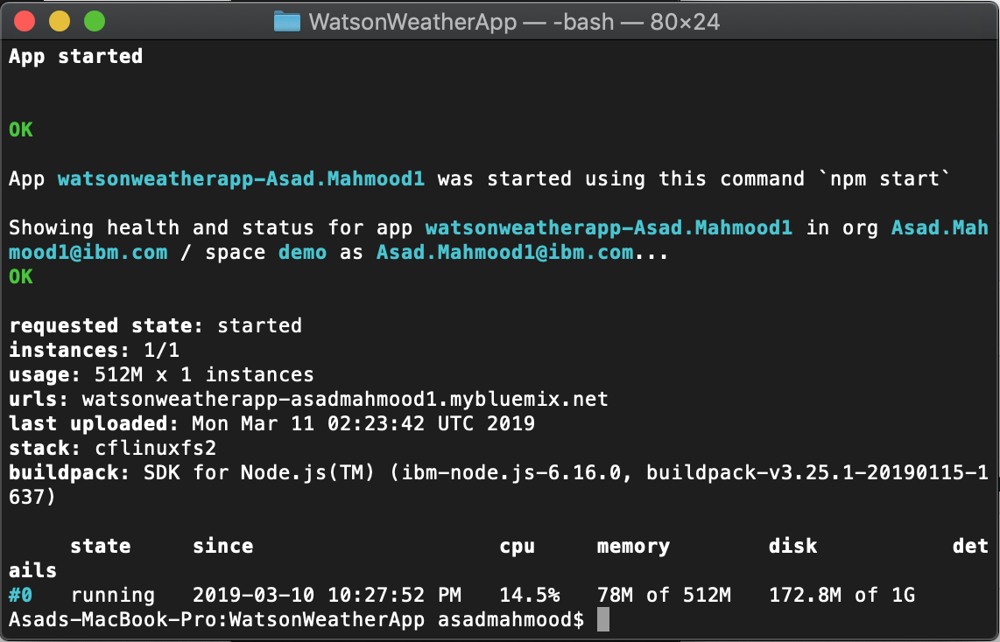 WatsonWeatherApp — -bash — 80×24
App started
OK
App watsonweatherapp-Asad.Mahmood1 was started using this command `npm start`
Showing health and status for app watsonweatherapp-Asad.Mahmood1 in org Asad.Mah
mood1@ibm.com / space demo as Asad.Mahmood1@ibm.com...
OK
requested state: started
instances: 1/1
usage: 512M x 1 instances
urls: watsonweatherapp-asadmahmood1.mybluemix.net
last uploaded: Mon Mar 11 02:23:42 UTC 2019
stack: cflinuxfs2
buildpack: SDK for Node.js(TM) (ibm-node.js-6.16.0, buildpack-v3.25.1-20190115-1
637)
state since cpu memory disk det
ails
#0 running 2019-03-10 10:27:52 PM 14.5% 78M of 512M 172.8M of 1G
Asads-MacBook-Pro:WatsonWeatherApp asadmahmood$